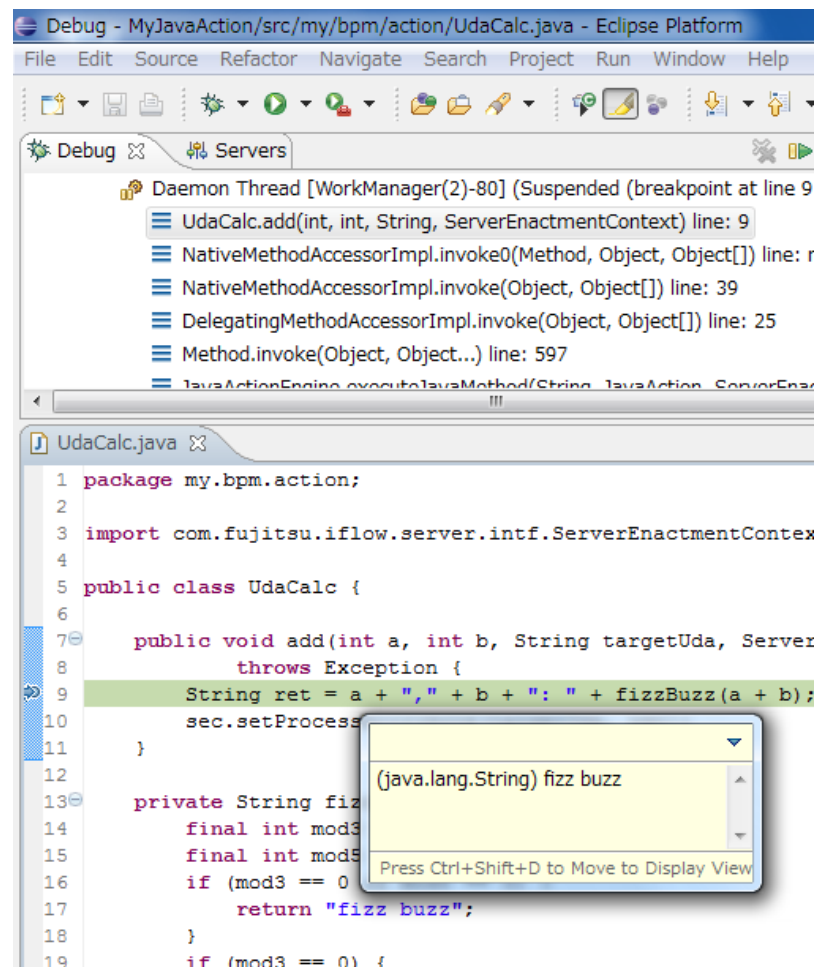 Debug - MyJavaAction/src/my/bpm/action/UdaCalc.java - Eclipse Platform
File Edit Source Refactor Navigate Search Project Run Window Help
Debug Servers
Daemon Thread [WorkManager(2)-80] (Suspended (breakpoint at line 9
UdaCalc.add(int, int, String, ServerEnactmentContext) line: 9
NativeMethodAccessorImpl.invoke0(Method, Object, Object[]) line: r
NativeMethodAccessorImpl.invoke(Object, Object[]) line: 39
DelegatingMethodAccessorImpl.invoke(Object, Object[]) line: 25
Method.invoke(Object, Object...) line: 597
JavaActionEngine.executeJavaMethod(String, JavaAction, ServerEnac
UdaCalc.java
1 package my.bpm.action;
2
3 import com.fujitsu.iflow.server.intf.ServerEnactmentContex
4
5 public class UdaCalc {
6
7 public void add(int a, int b, String targetUda, Server
8 throws Exception {
9 String ret = a + "," + b + ": " + fizzBuzz(a + b);
10 sec.setProcess
11 }
12
13 private String fiz
14 final int mod3
15 final int mod5
16 if (mod3 == 0
17 return "fizz buzz";
18 }
19 if (mod3 == 0) {
(java.lang.String) fizz buzz
Press Ctrl+Shift+D to Move to Display View